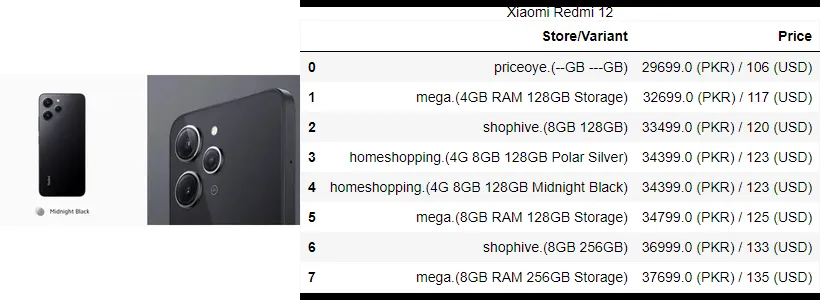 Xiaomi Redmi 12
Store/Variant Price
0 priceoye.(--GB ---GB) 29699.0 (PKR) / 106 (USD)
1 mega.(4GB RAM 128GB Storage) 32699.0 (PKR) / 117 (USD)
2 shophive.(8GB 128GB) 33499.0 (PKR) / 120 (USD)
3 homeshopping.(4G 8GB 128GB Polar Silver) 34399.0 (PKR) / 123 (USD)
4 homeshopping.(4G 8GB 128GB Midnight Black) 34399.0 (PKR) / 123 (USD)
5 mega.(8GB RAM 128GB Storage) 34799.0 (PKR) / 125 (USD)
6 shophive.(8GB 256GB) 36999.0 (PKR) / 133 (USD)
7 mega.(8GB RAM 256GB Storage) 37699.0 (PKR) / 135 (USD)
Redmi
Midnight Black